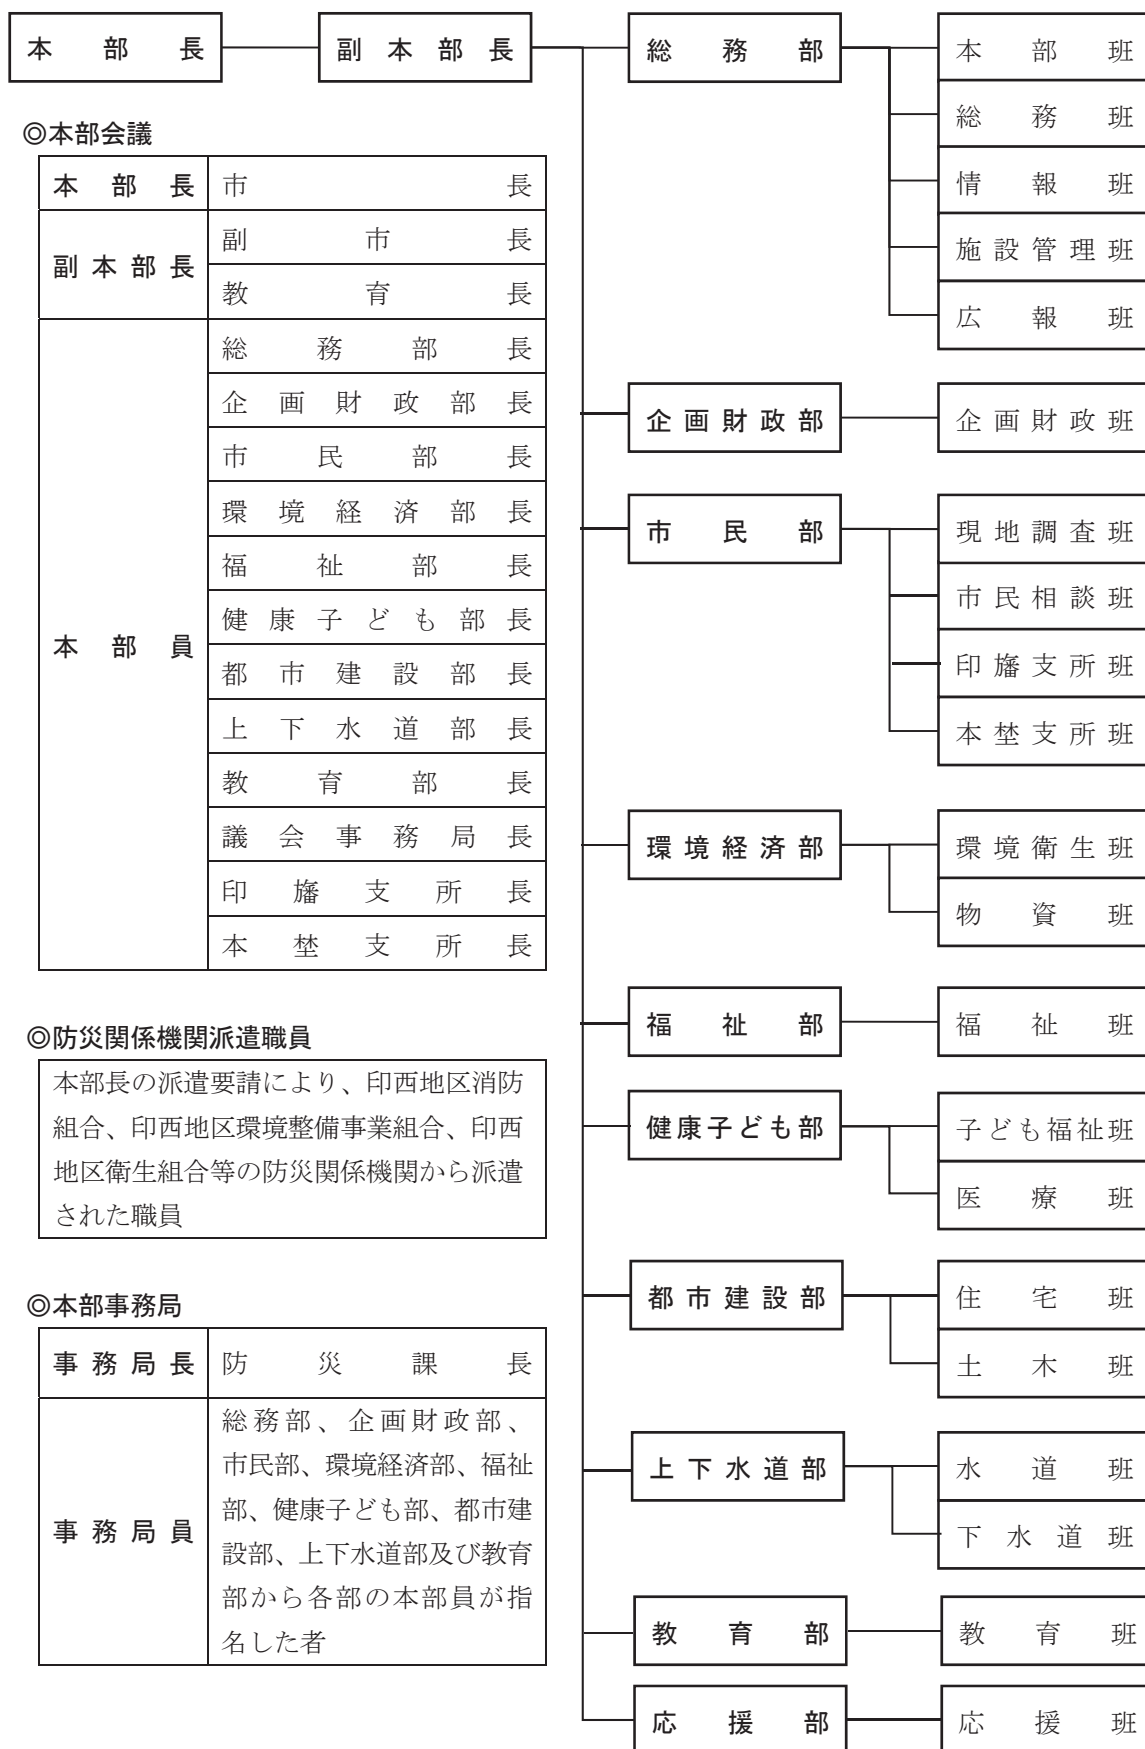 本部長
副本部長
◎本部会議
本部長 市長
副本部長 副市長
教育長
本部員 総務部長
企画財政部長
市民部長
環境経済部長
福祉部長
健康子ども部長
都市建設部長
上下水道部長
教育部長
議会事務局長
印旛支所長
本埜支所長
◎防災関係機関派遣職員
本部長の派遣要請により、印西地区消防
組合、印西地区環境整備事業組合、印西
地区衛生組合等の防災関係機関から派遣
された職員
◎本部事務局
事務局長 防災課長
事務局員 総務部、企画財政部、
市民部、環境経済部、福祉
部、健康子ども部、都市建
設部、上下水道部及び教育
部から各部の本部員が指
名した者
総務部
本部班
総務班
情報班
施設管理班
広報班
企画財政部
企画財政班
市民部
現地調査班
市民相談班
印旛支所班
本埜支所班
環境経済部
環境衛生班
物資班
福祉部
福祉班
健康子ども部
子ども福祉班
医療班
都市建設部
住宅班
土木班
上下水道部
水道班
下水道班
教育部
教育班
応援部
応援班